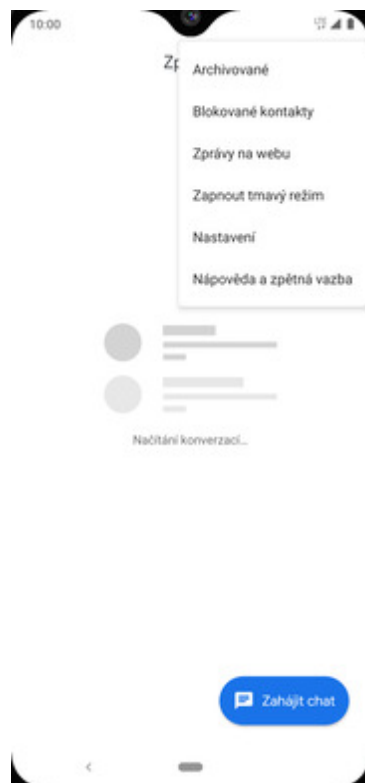 10:00
Zp
Archivované
Blokované kontakty
Zprávy na webu
Zapnout tmavý režim
Nastavení
Nápověda a zpětná vazba
Načítání konverzací…
Zahájit chat